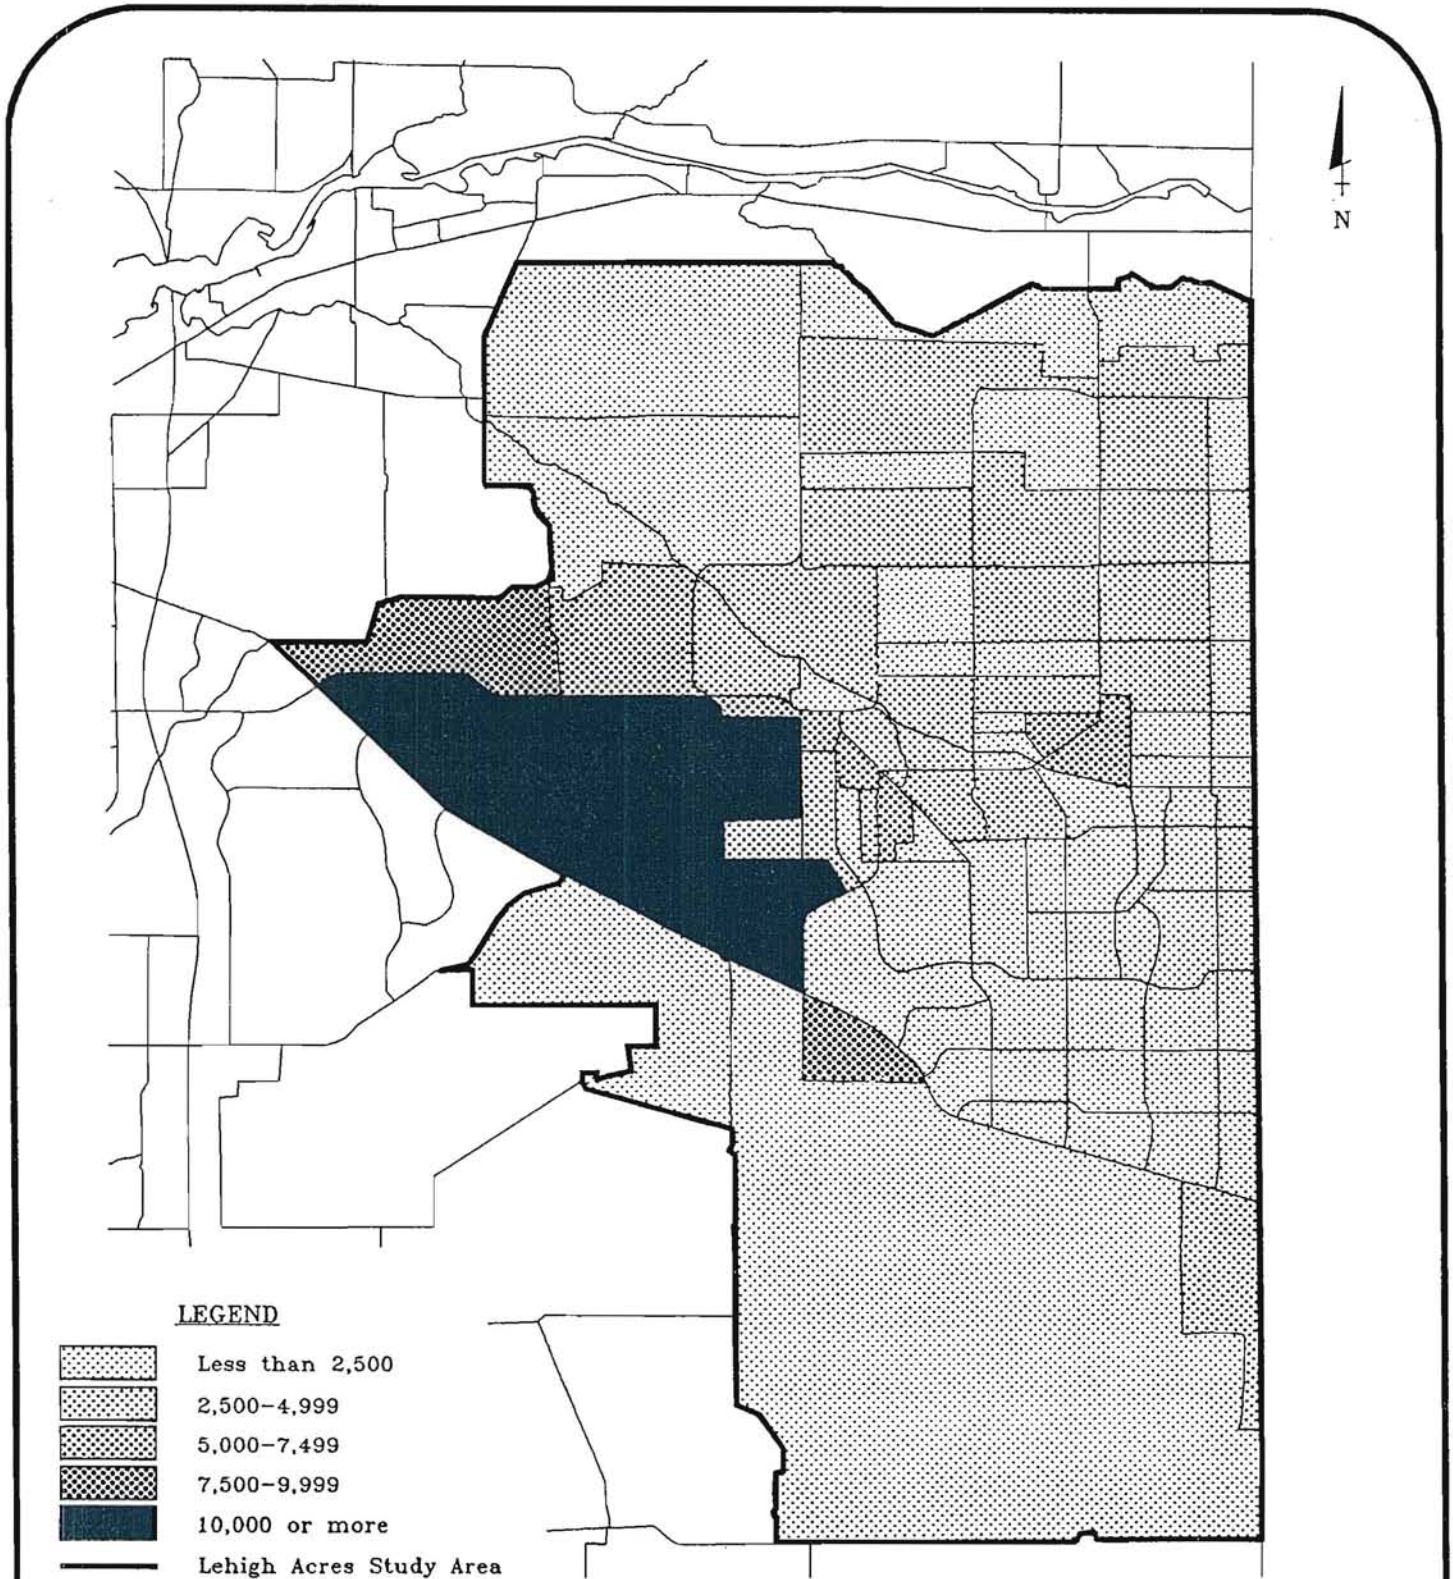 N
LEGEND
Less than 2,500
2,500-4,999
5,000-7,499
7,500-9,999
10,000 or more
Lehigh Acres Study Area